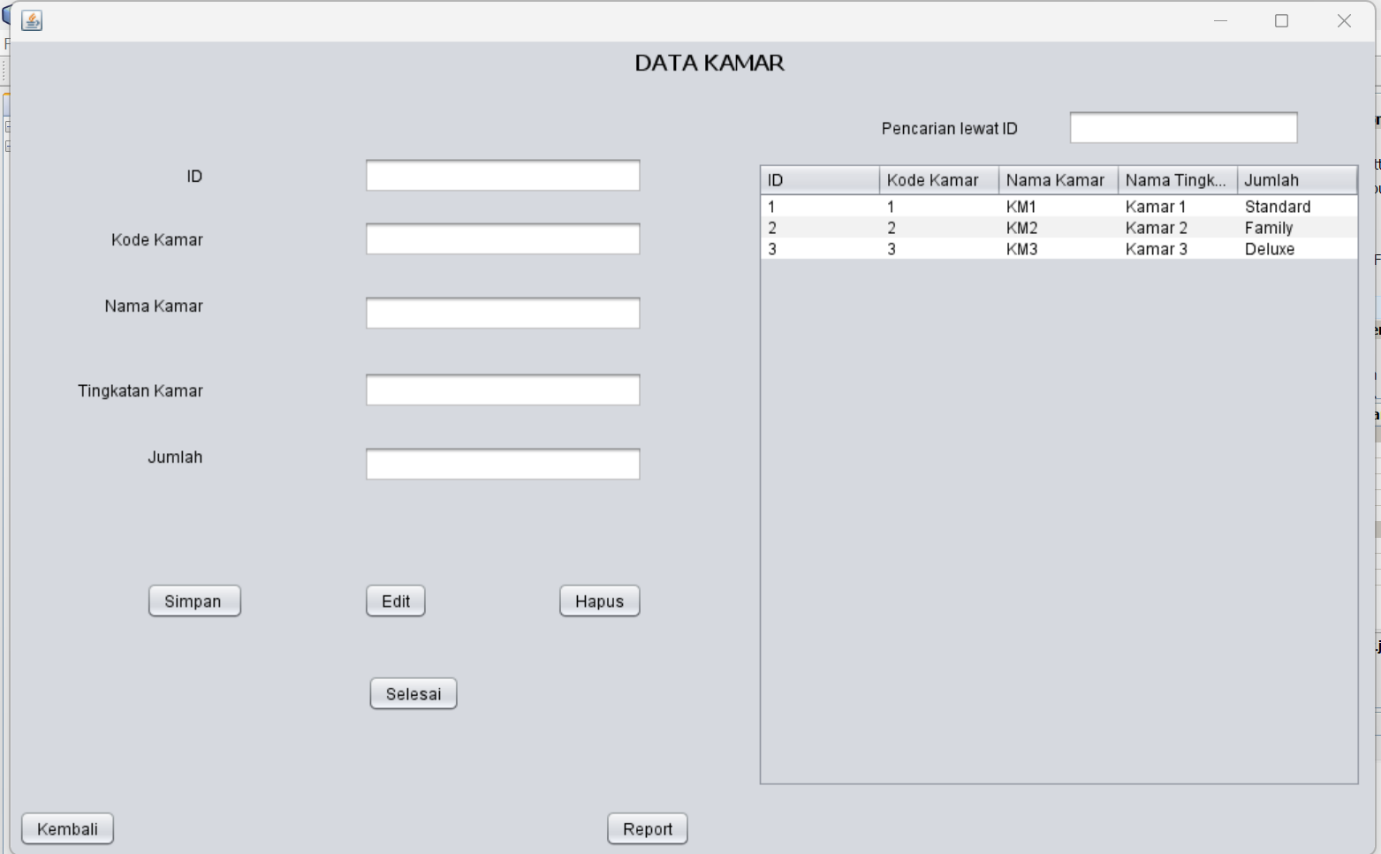 DATA KAMAR
Pencarian lewat ID
ID
Kode Kamar
Nama Kamar
Tingkatan Kamar
Jumlah
ID Kode Kamar Nama Kamar Nama Tingk... Jumlah
1 1 KM1 Kamar 1 Standard
2 2 KM2 Kamar 2 Family
3 3 KM3 Kamar 3 Deluxe
Simpan Edit Hapus
Selesai
Kembali Report